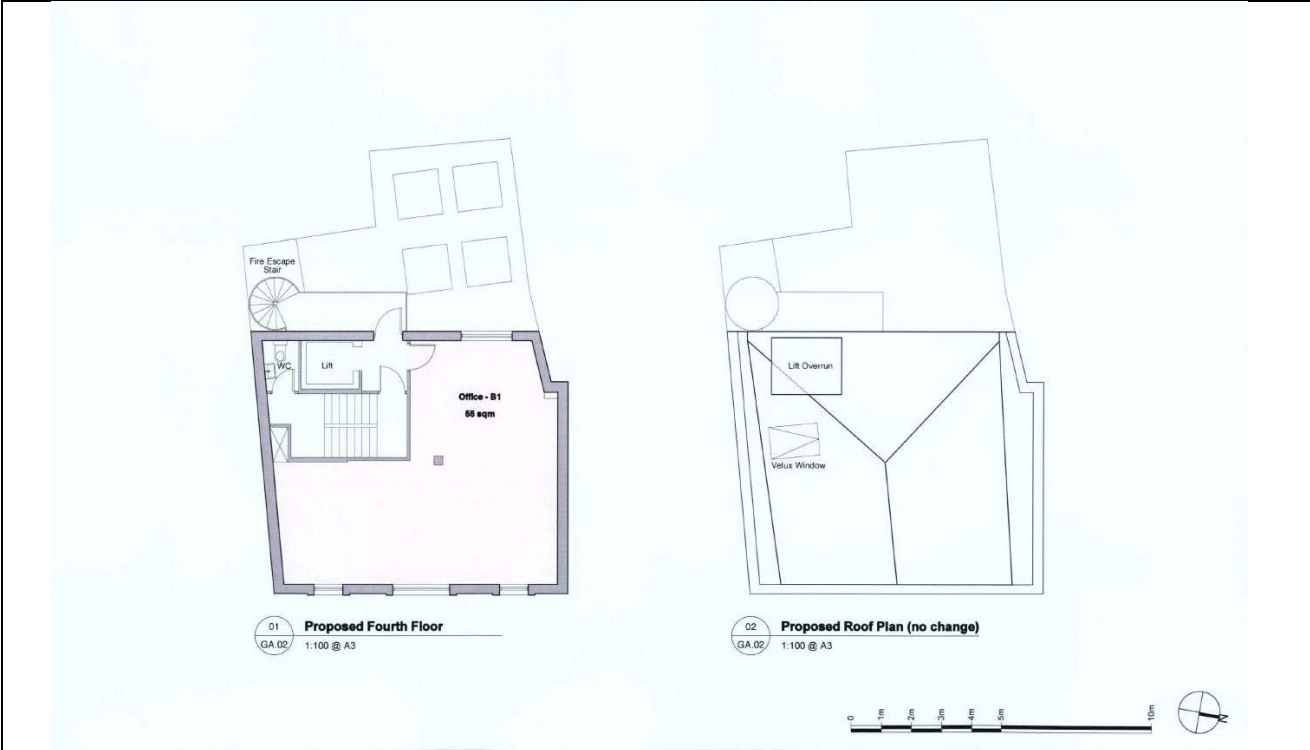 Fire Escape
Stair
WC
Lift
Office - B1
55 sqm
01
GA.02
Proposed Fourth Floor
1:100 @ A3
Lift Overrun
Velux Window
02
GA.02
Proposed Roof Plan (no change)
1:100 @ A3
0
1m
2m
3m
4m
5m
10m
N